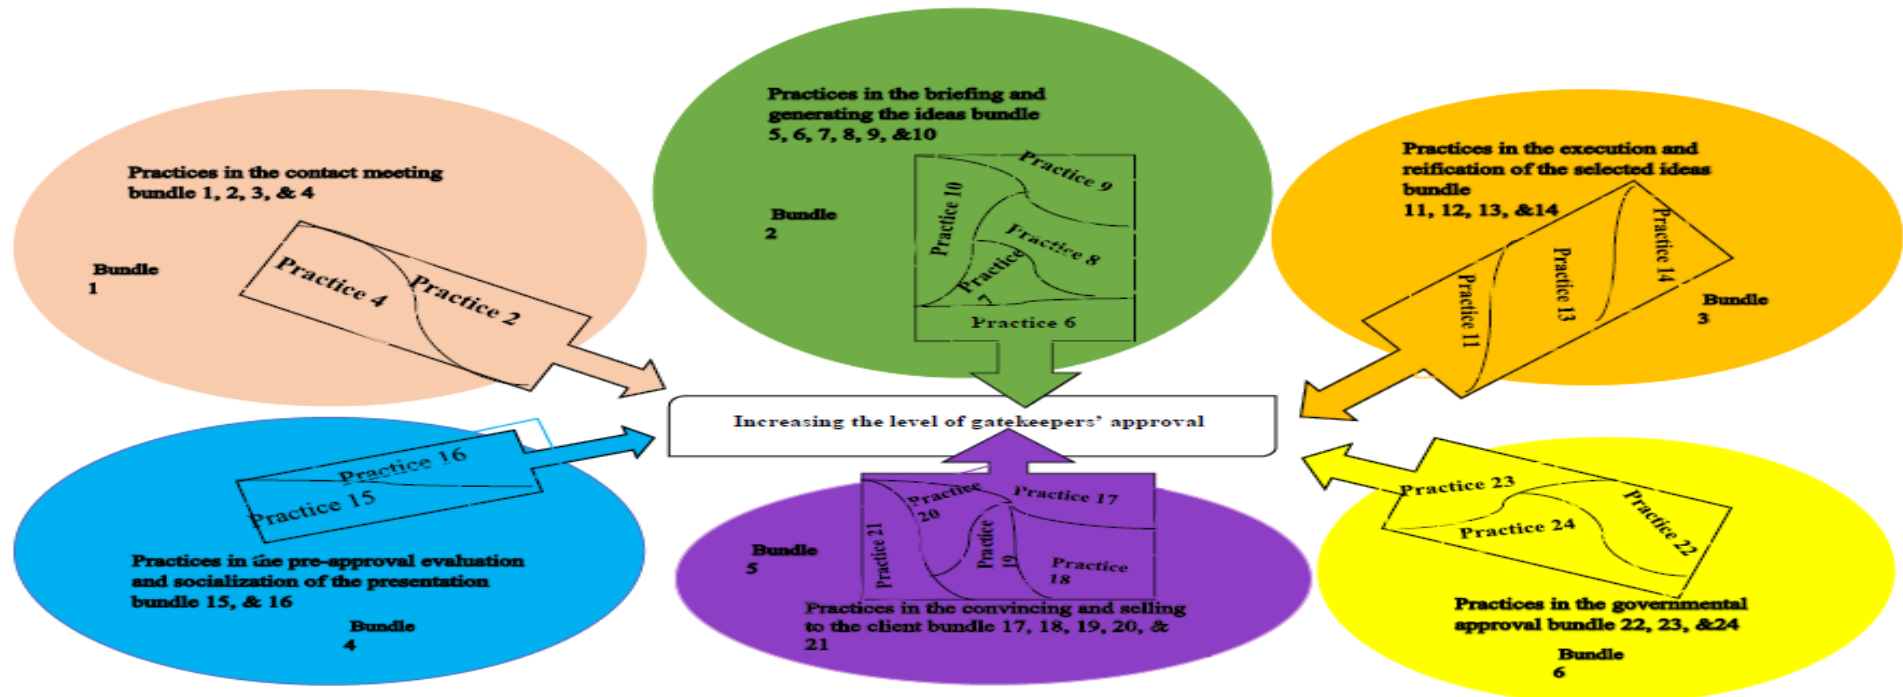 Practices in the contact meeting
bundle 1, 2, 3, & 4
Bundle
1
Practice 4
Practice 2
Practices in the briefing and
generating the ideas bundle
5, 6, 7, 8, 9, &10
Bundle
2
Practice 9
Practice 10
Practice 8
Practice
7
Practice 6
Practices in the execution and
reification of the selected ideas
bundle
11, 12, 13, &14
Practice 14
Practice 13
Practice 11
Bundle
3
Increasing the level of gatekeepers’ approval
Practice 16
Practice 15
Practices in the pre-approval evaluation
and socialization of the presentation
bundle 15, & 16
Bundle
4
Bundle
5
Practice
20
Practice 17
Practice 21
Practice
19
Practice
18
Practices in the convincing and selling
to the client bundle 17, 18, 19, 20, &
21
Practice 23
Practice 24
Practice 22
Practices in the governmental
approval bundle 22, 23, &24
Bundle
6